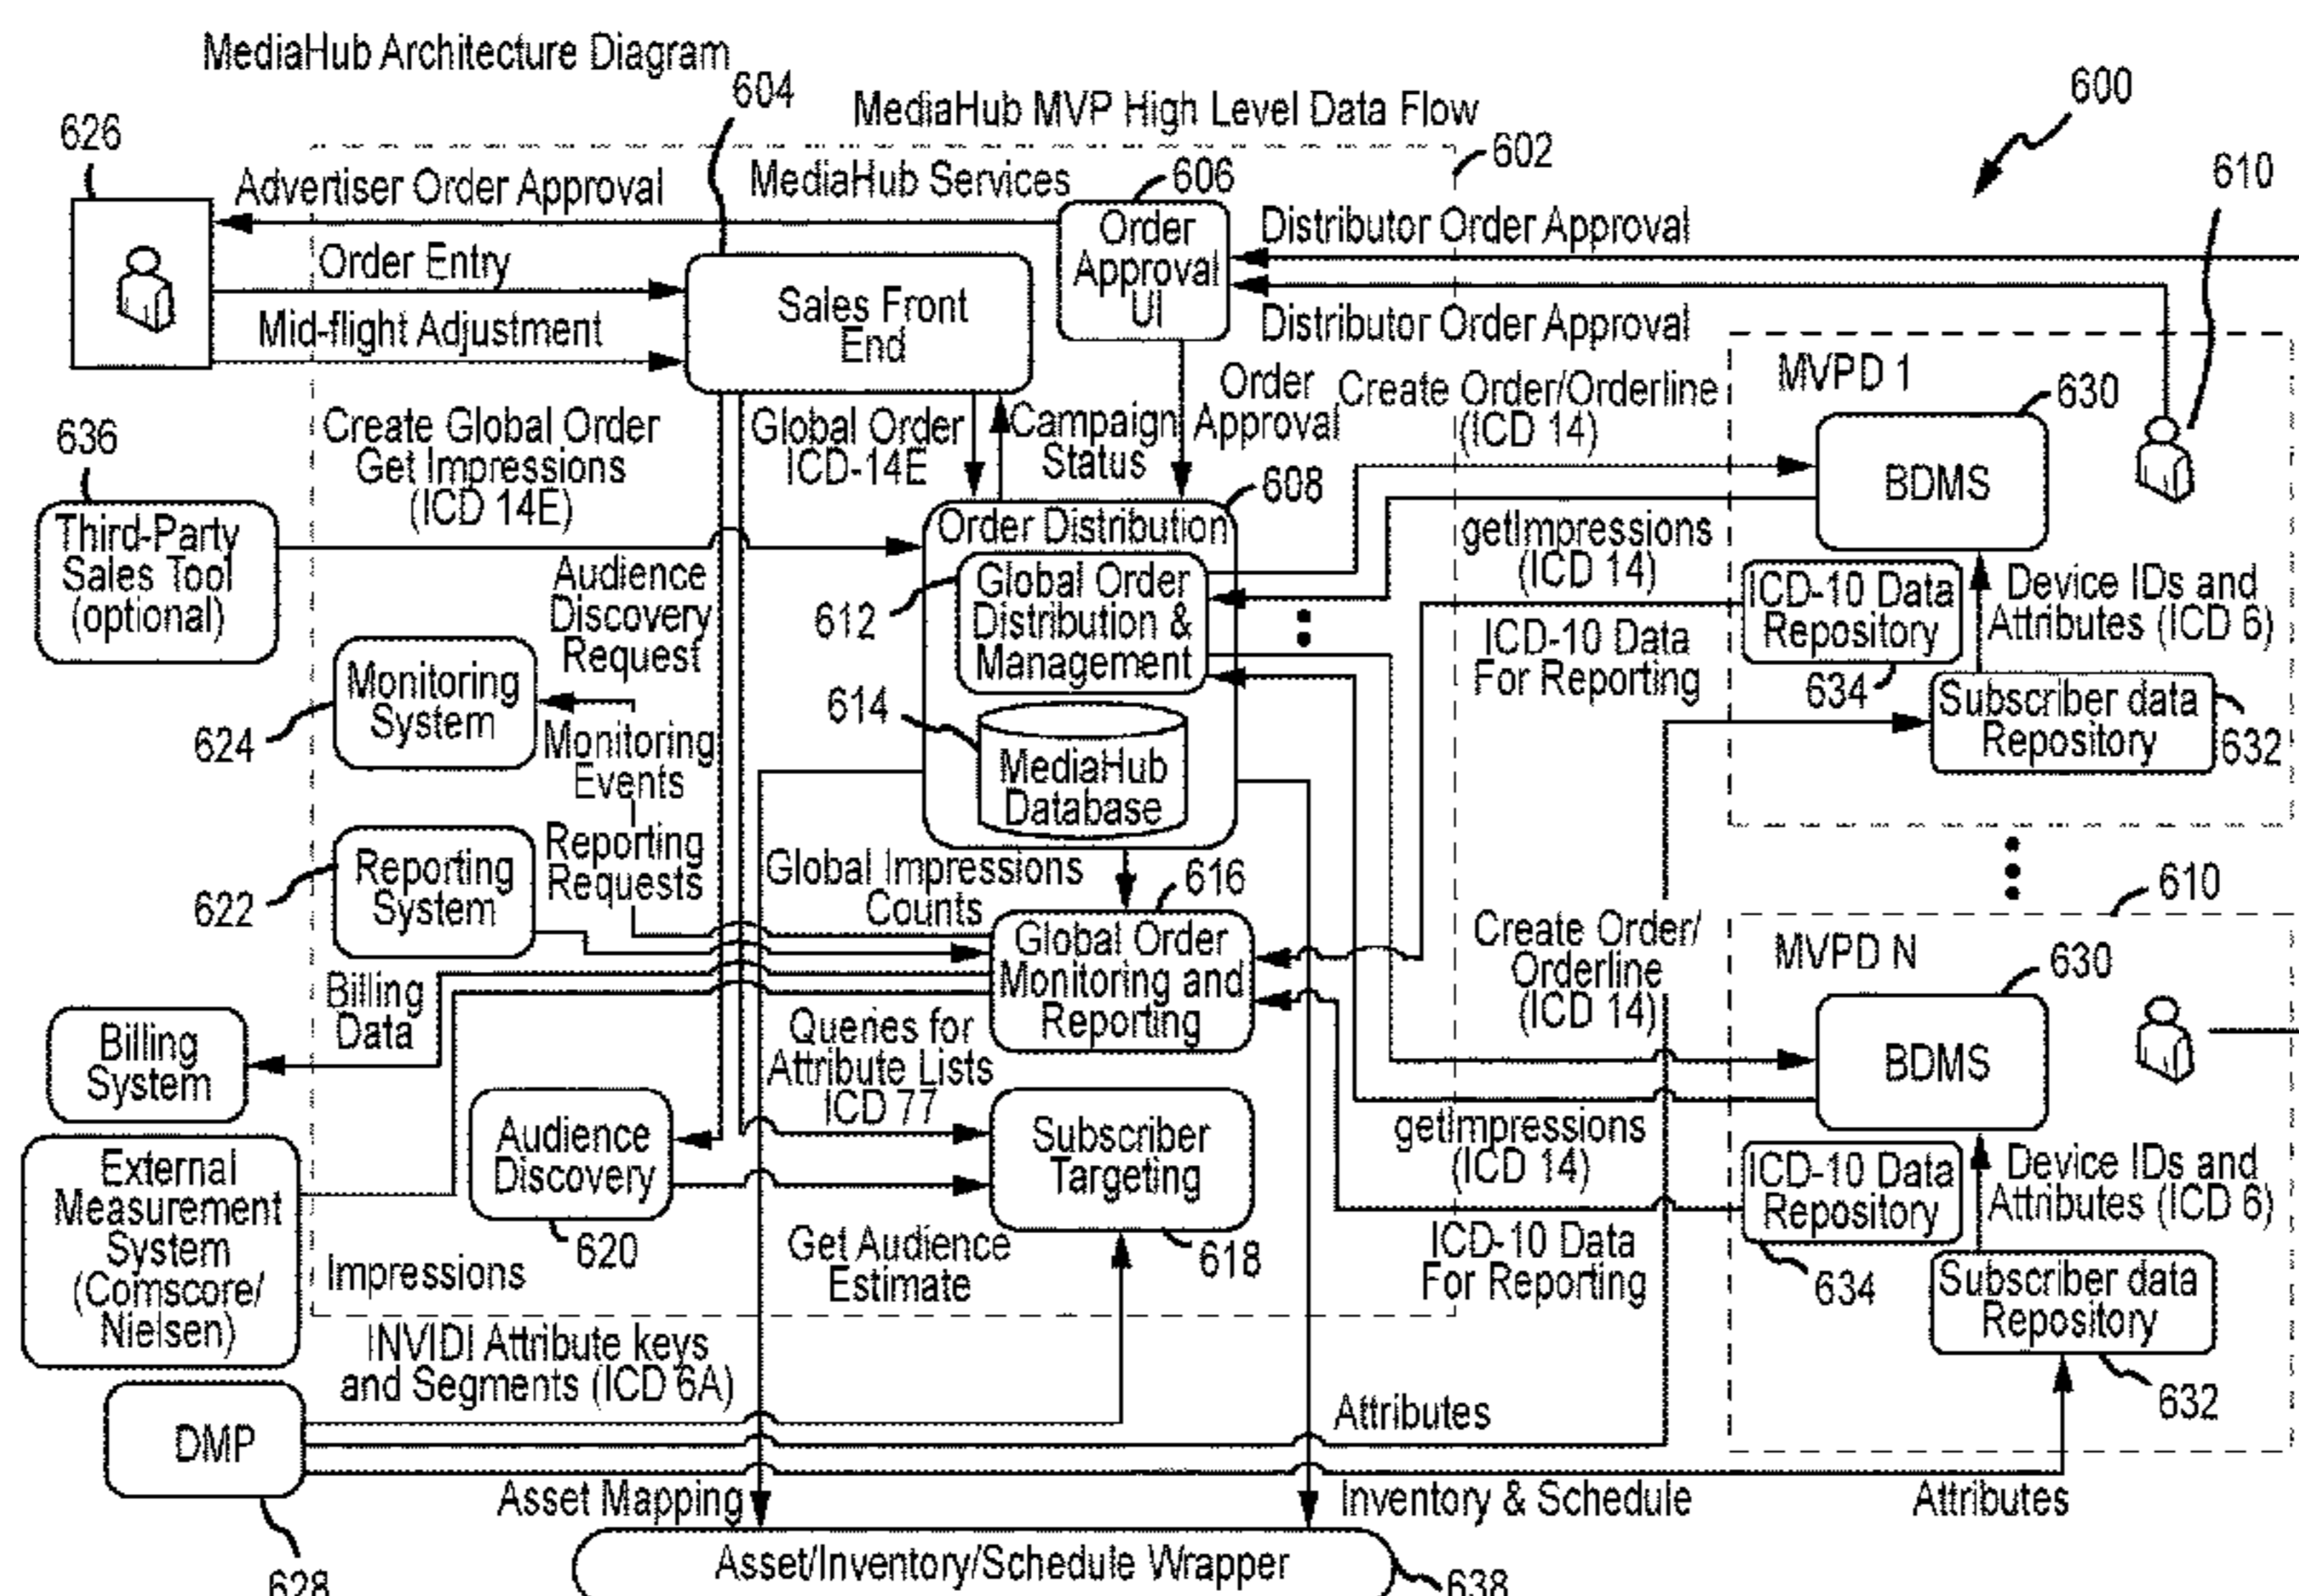 MediaHub Architecture Diagram
604
MediaHub MVP High Level Data Flow
600
626
602
610
Advertiser Order Approval
MediaHub Services
606
Order
Approval
UI
Distributor Order Approval
Distributor Order Approval
Order Entry
Mid-flight Adjustment
Sales Front
End
MVPD 1
630
BDMS
636
Third-Party
Sales Tool
(optional)
Create Global Order
Get Impressions
(ICD 14E)
Global Order
ICD-14E
Campaign
Status
Order
Approval
Create Order/Orderline
(ICD 14)
608
Order Distribution
612
Global Order
Distribution &
Management
614
MediaHub
Database
getImpressions
(ICD 14)
ICD-10 Data
Repository
634
Device IDs and
Attributes (ICD 6)
ICD-10 Data
For Reporting
Subscriber data
Repository
632
Audience
Discovery
Request
Monitoring
System
624
Monitoring
Events
Reporting
System
622
Reporting
Requests
Global Impressions
Counts
616
Global Order
Monitoring and
Reporting
610
MVPD N
630
BDMS
Create Order/
Orderline
(ICD 14)
Billing
Data
Billing
System
Queries for
Attribute Lists
ICD 77
Audience
Discovery
620
Subscriber
Targeting
618
getImpressions
(ICD 14)
ICD-10 Data
Repository
634
Device IDs and
Attributes (ICD 6)
External
Measurement
System
(Comscore/
Nielsen)
Impressions
Get Audience
Estimate
ICD-10 Data
For Reporting
Subscriber data
Repository
632
INVIDI Attribute keys
and Segments (ICD 6A)
DMP
628
Attributes
Asset Mapping
Inventory & Schedule
Attributes
Asset/Inventory/Schedule Wrapper
638